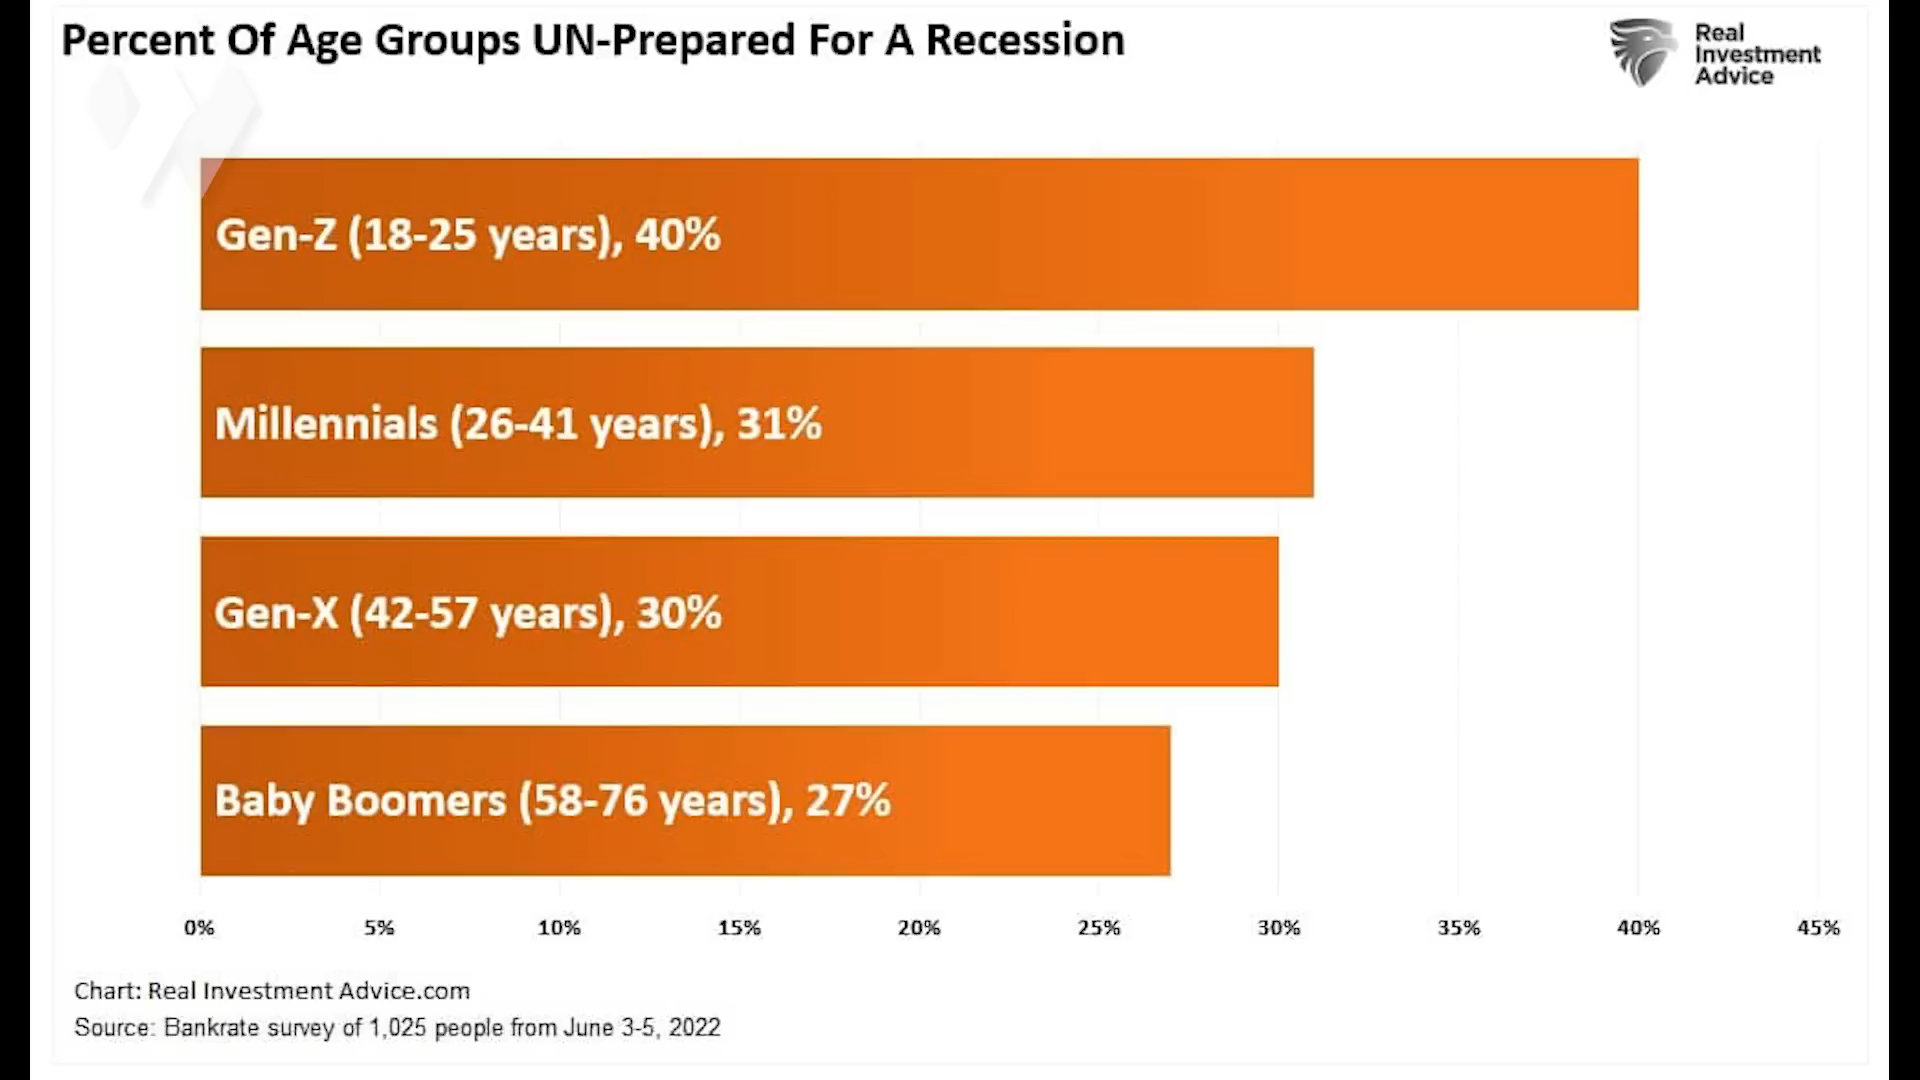 Percent Of Age Groups UN-Prepared For A Recession
Real
Investment
Advice
Gen-Z (18-25 years), 40%
Millennials (26-41 years), 31%
Gen-X (42-57 years), 30%
Baby Boomers (58-76 years), 27%
0% 5% 10% 15% 20% 25% 30% 35% 40% 45%
Chart: Real Investment Advice.com
Source: Bankrate survey of 1,025 people from June 3-5, 2022